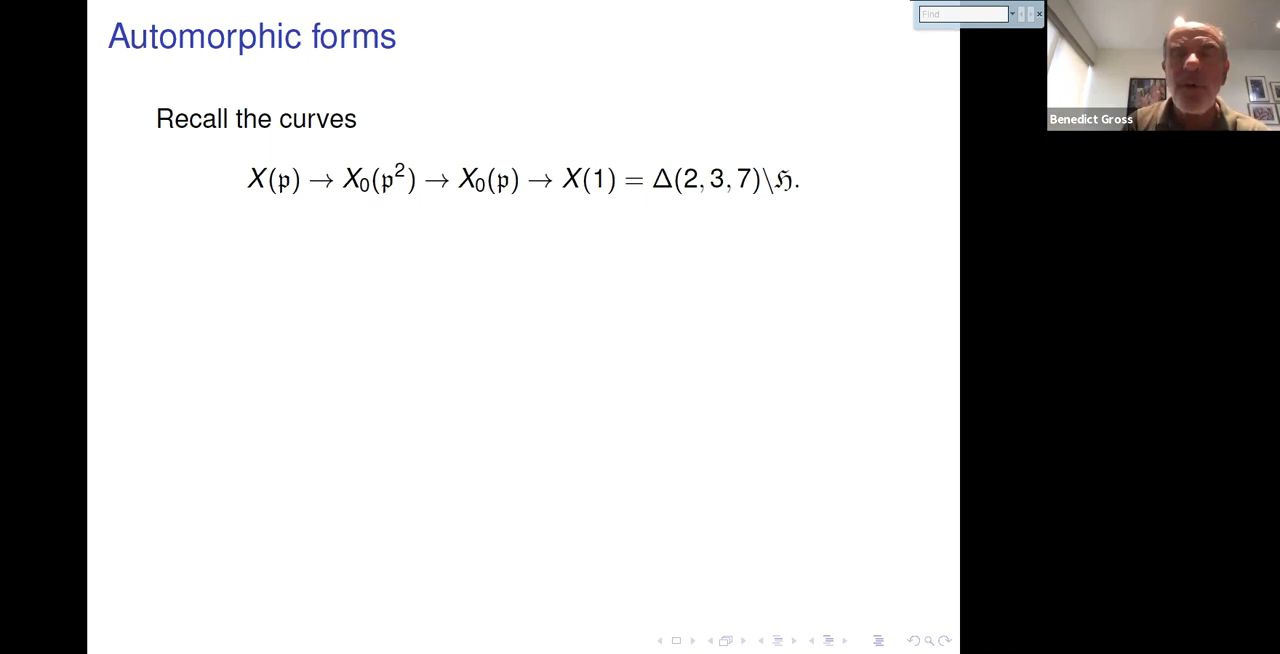 Automorphic forms
Find
Benedict Gross
Recall the curves
X(𝔭) → X₀(𝔭²) → X₀(𝔭) → X(1) = Δ(2, 3, 7)\ℌ.